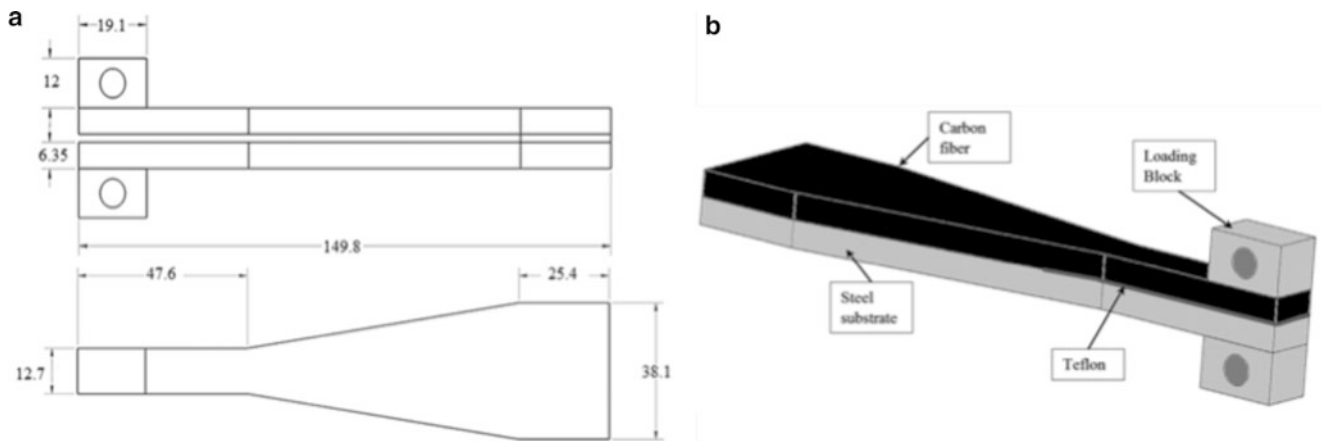 a
19.1
12
6.35
149.8
47.6
25.4
12.7
38.1
b
Carbon
fiber
Loading
Block
Steel
substrate
Teflon